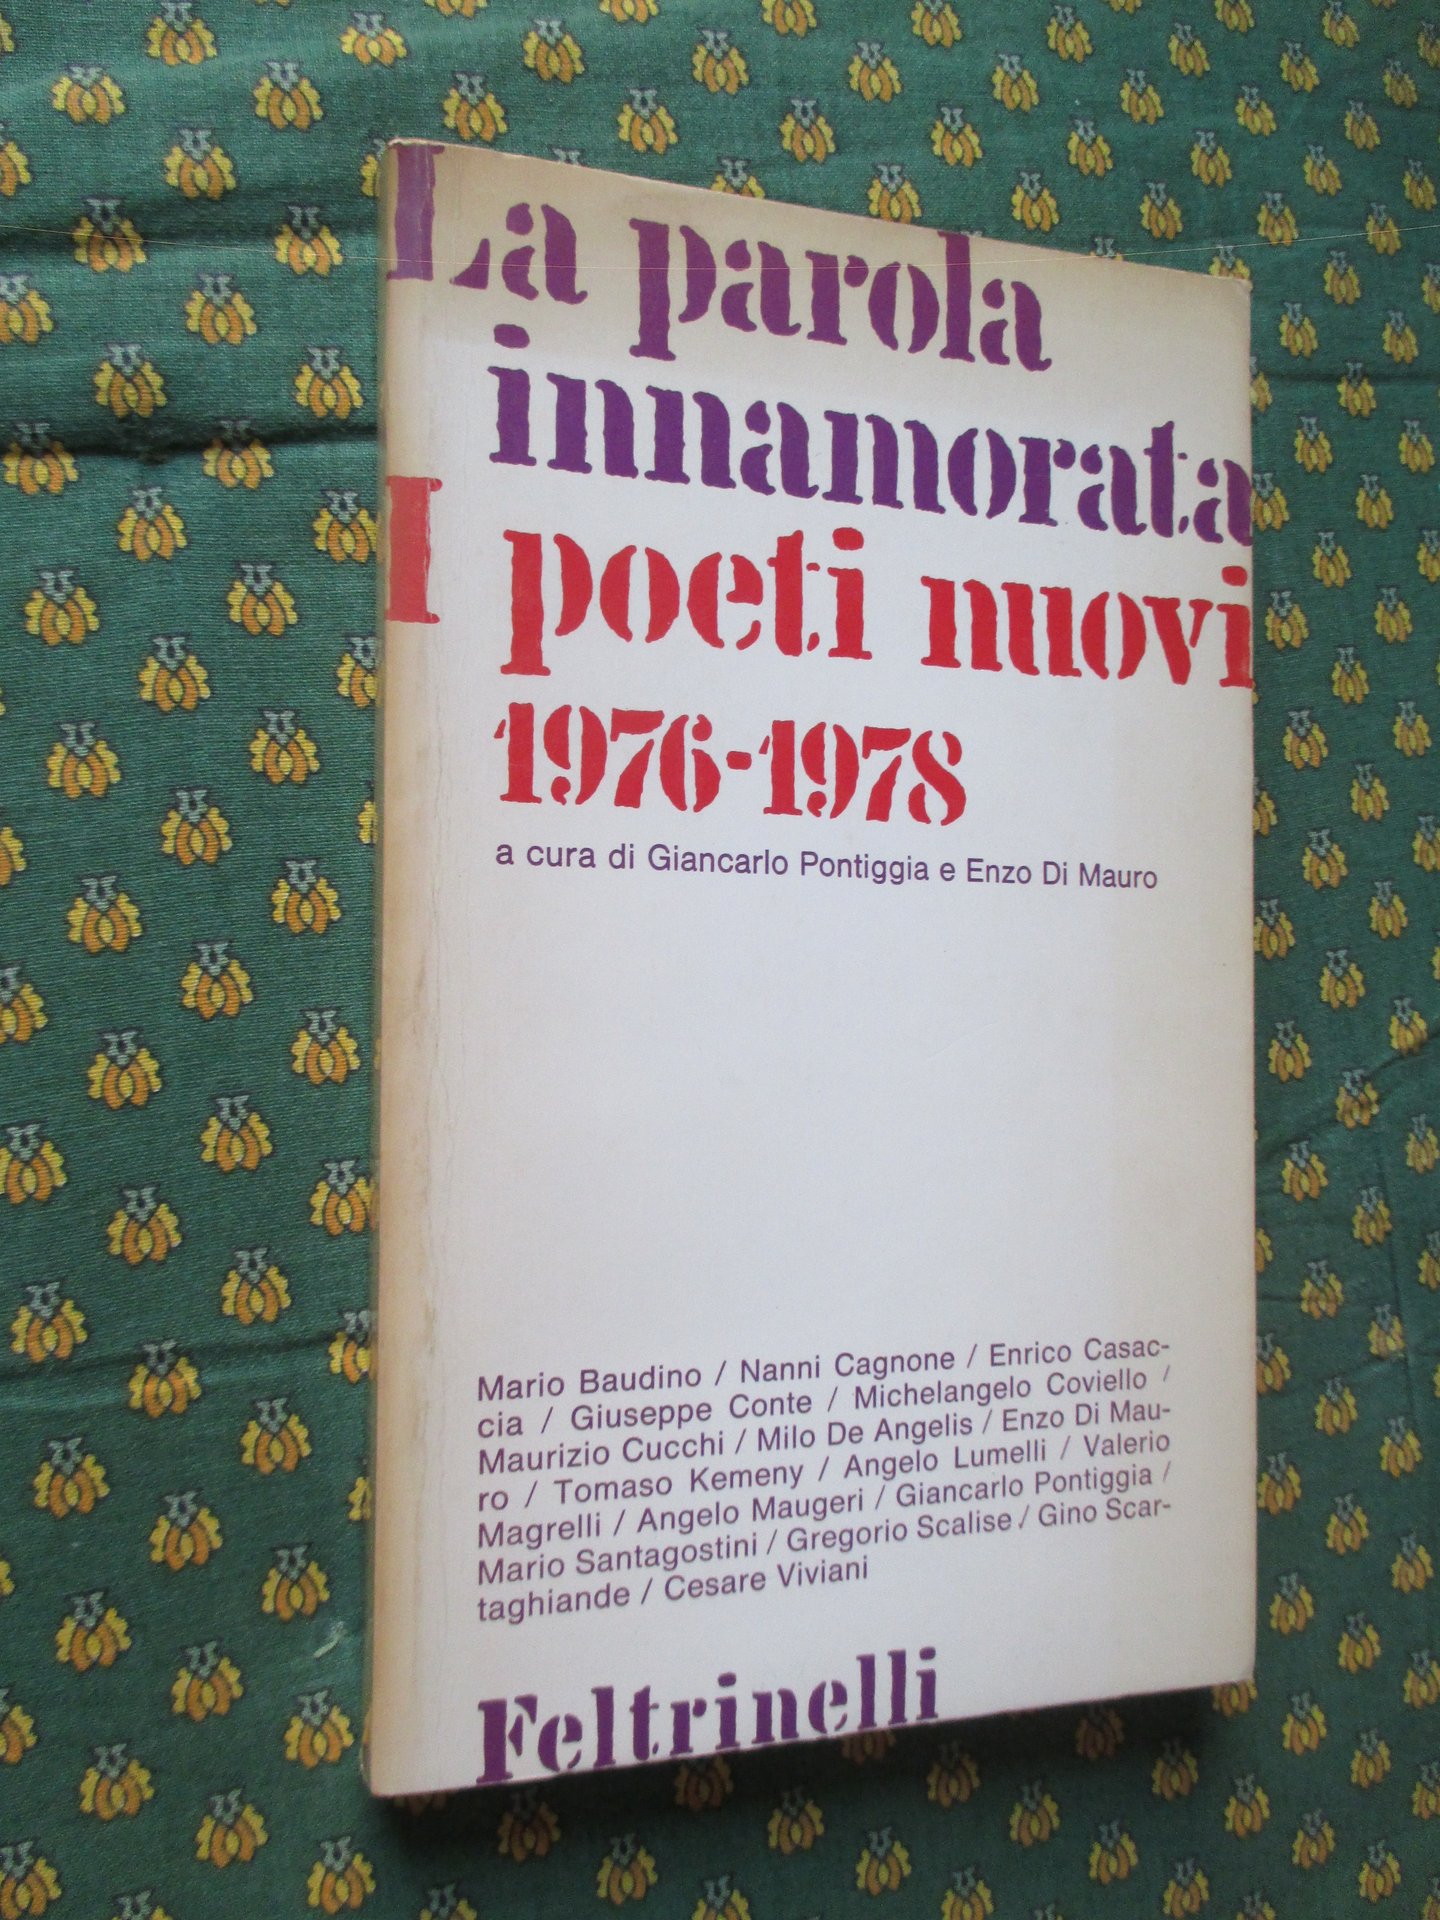 La parola
innamorata
I poeti nuovi
1976-1978
a cura di Giancarlo Pontiggia e Enzo Di Mauro
Mario Baudino / Nanni Cagnone / Enrico Casac-
cia / Giuseppe Conte / Michelangelo Coviello /
Maurizio Cucchi / Milo De Angelis / Enzo Di Mau-
ro / Tomaso Kemeny / Angelo Lumelli / Valerio
Magrelli / Angelo Maugeri / Giancarlo Pontiggia /
Mario Santagostini / Gregorio Scalise / Gino Scar-
taghiande / Cesare Viviani
Feltrinelli